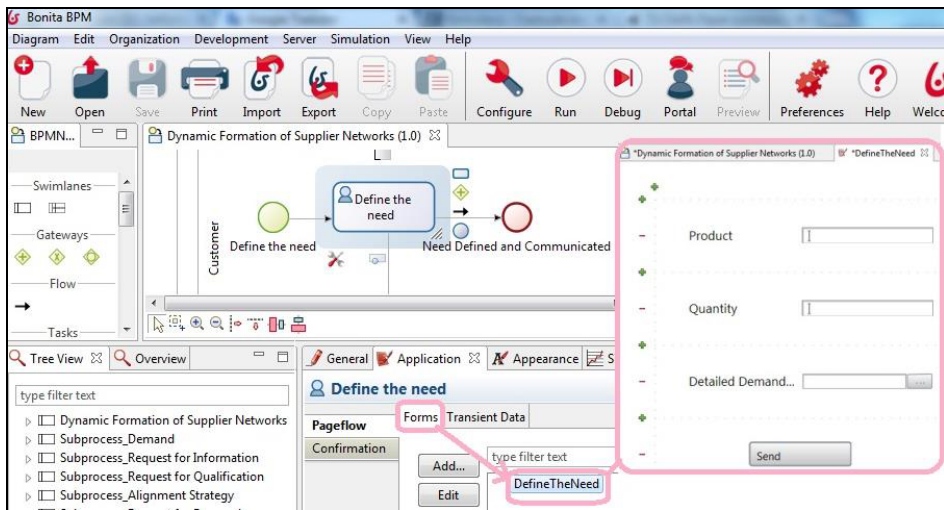 Bonita BPM
Diagram Edit Organization Development Server Simulation View Help
New Open Save Print Import Export Copy Paste Configure Run Debug Portal Preview Preferences Help Welco
BPMN...
Dynamic Formation of Supplier Networks (1.0)
Swimlanes
Gateways
Flow
Tasks
Customer
Define the need
Define the
need
Need Defined and Communicated
*Dynamic Formation of Supplier Networks (1.0) *DefineTheNeed
Product
Quantity
Detailed Demand... ...
Send
Tree View Overview
type filter text
Dynamic Formation of Supplier Networks
Subprocess_Demand
Subprocess_Request for Information
Subprocess_Request for Qualification
Subprocess_Alignment Strategy
General Application Appearance S
Define the need
Pageflow
Confirmation
Forms Transient Data
Add...
Edit
type filter text
DefineTheNeed